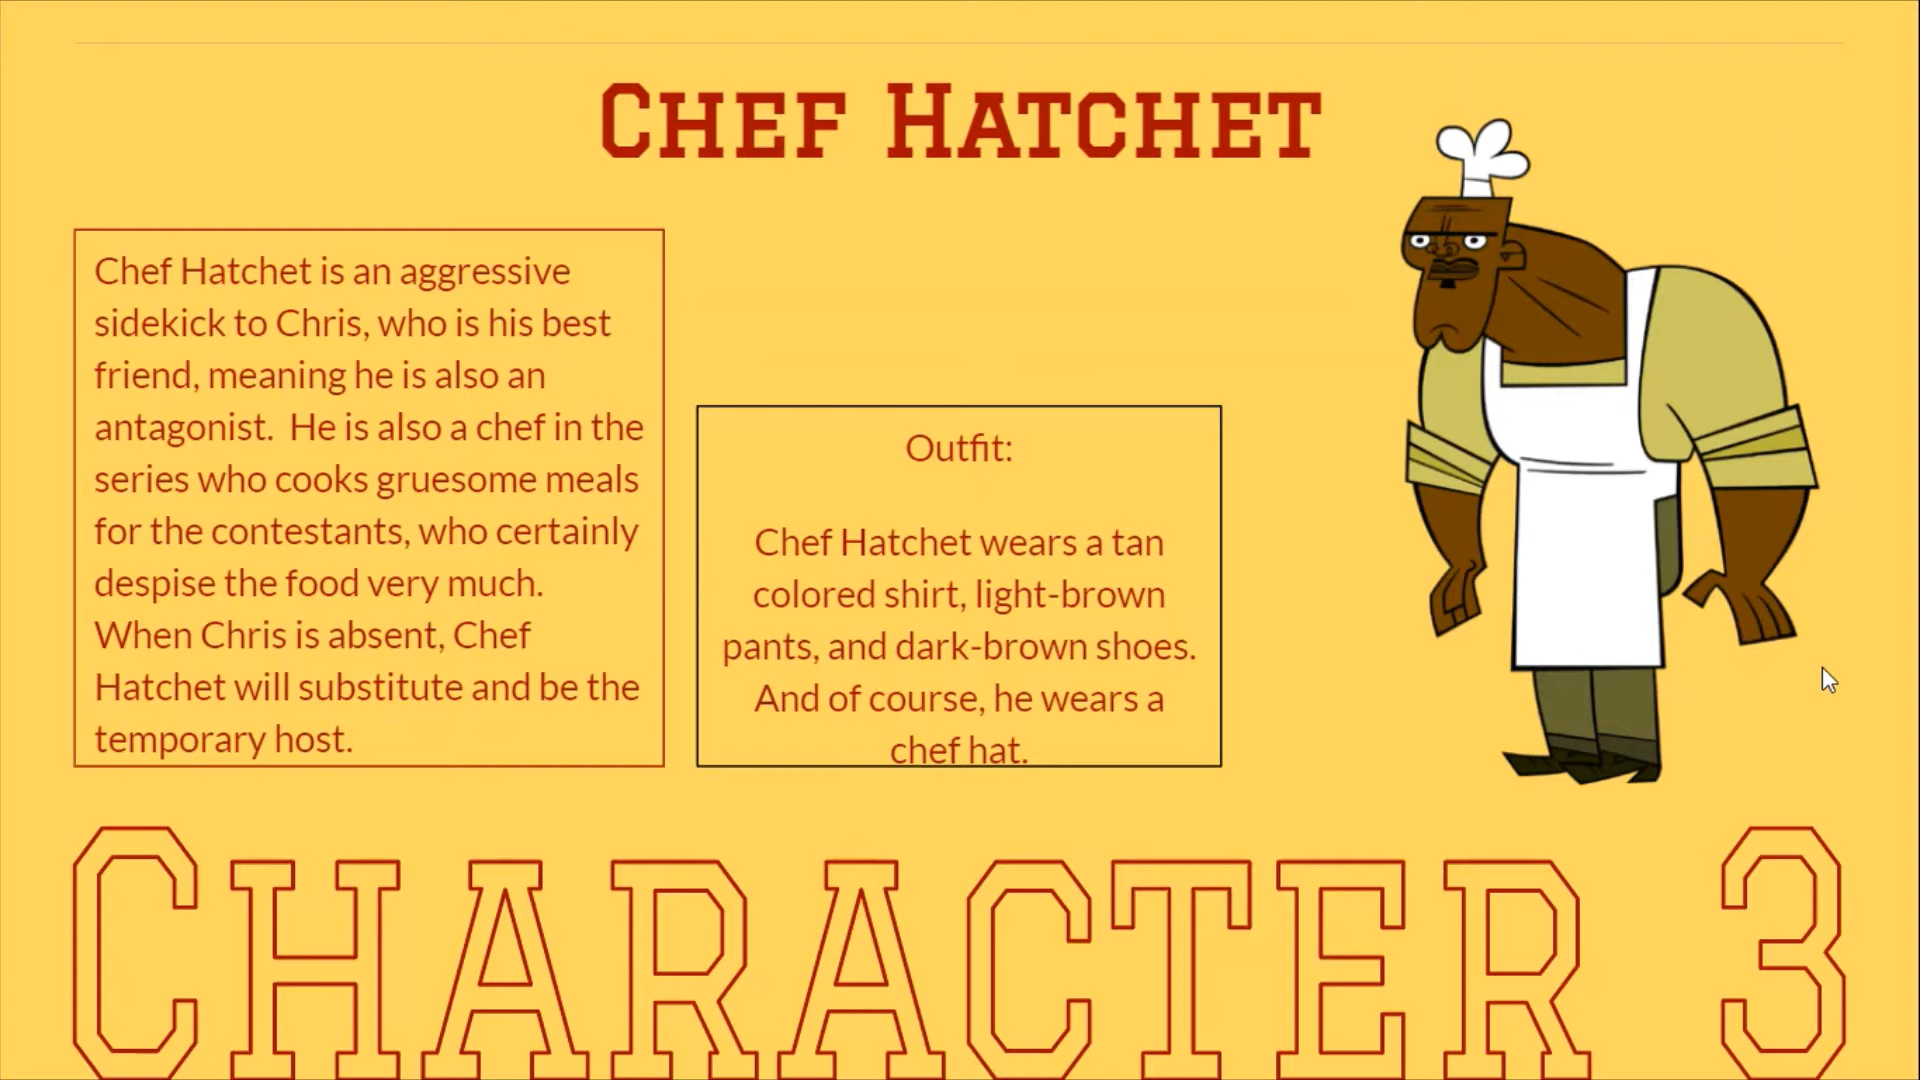 Chef Hatchet
Chef Hatchet is an aggressive
sidekick to Chris, who is his best
friend, meaning he is also an
antagonist.  He is also a chef in the
series who cooks gruesome meals
for the contestants, who certainly
despise the food very much.
When Chris is absent, Chef
Hatchet will substitute and be the
temporary host.
Outfit:
Chef Hatchet wears a tan
colored shirt, light-brown
pants, and dark-brown shoes.
And of course, he wears a
chef hat.
Character 3